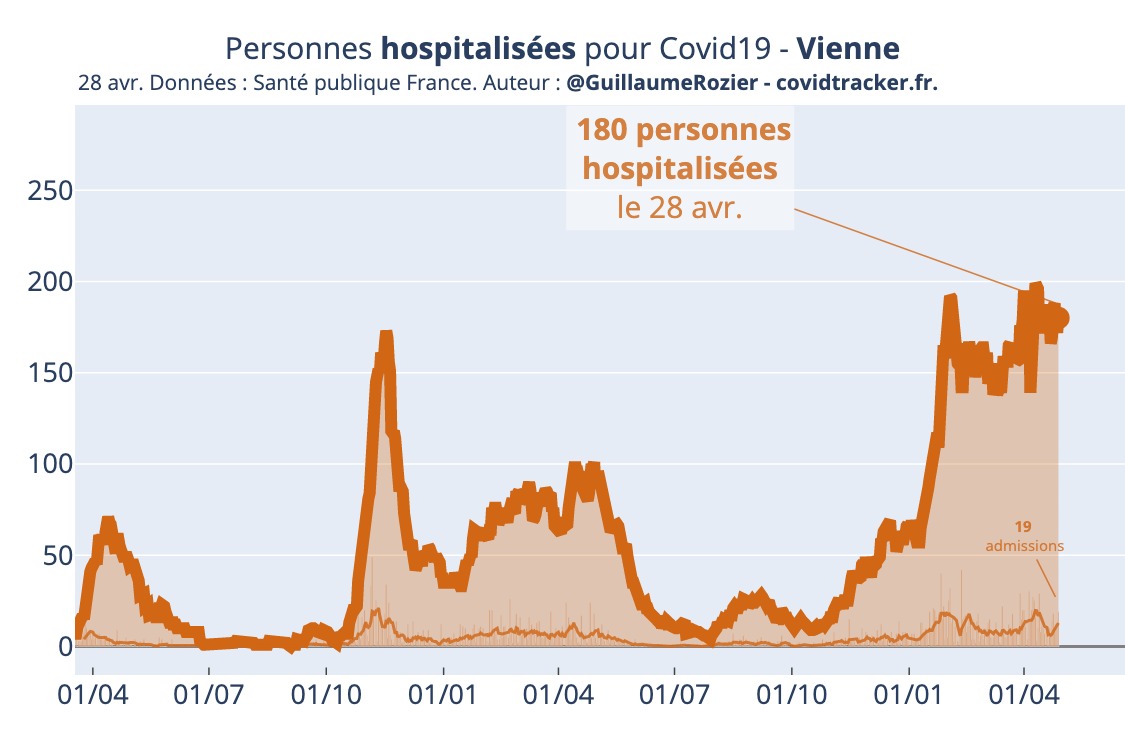 Personnes hospitalisées pour Covid19 - Vienne
28 avr. Données : Santé publique France. Auteur : @GuillaumeRozier - covidtracker.fr.
180 personnes
hospitalisées
le 28 avr.
250
200
150
100
50
0
19
admissions
01/04 01/07 01/10 01/01 01/04 01/07 01/10 01/01 01/04